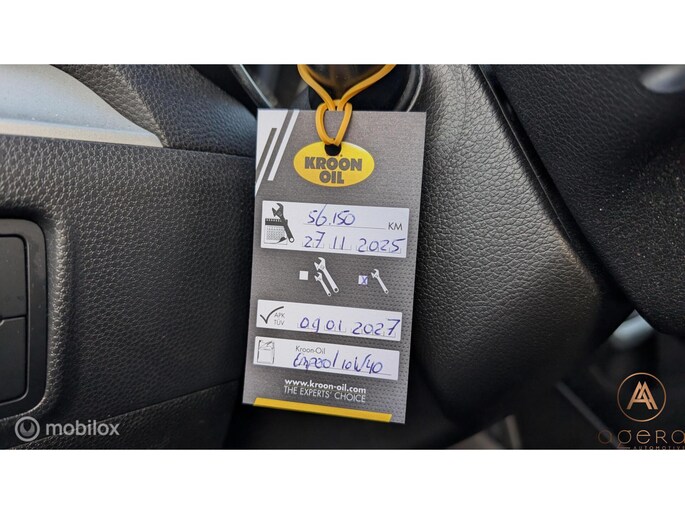 KROON
OIL
56.150 KM
27 11 2025
APK
TÜV
09 01 2027
Kroon-Oil
10W40
www.kroon-oil.com
THE EXPERTS' CHOICE
mobilox
agera
AUTOMOTIVE